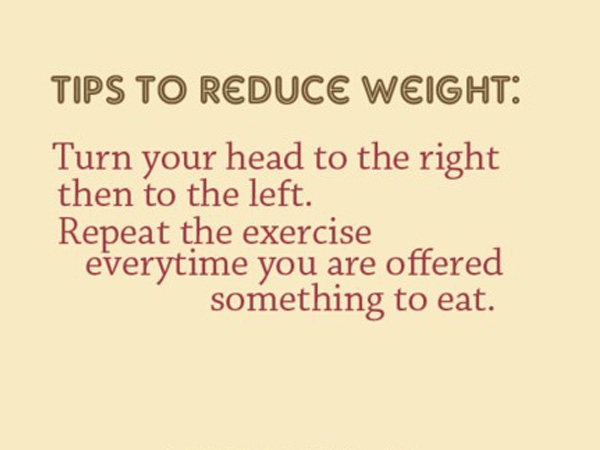 TIPS TO REDUCE WEIGHT:
Turn your head to the right
then to the left.
Repeat the exercise
everytime you are offered
something to eat.